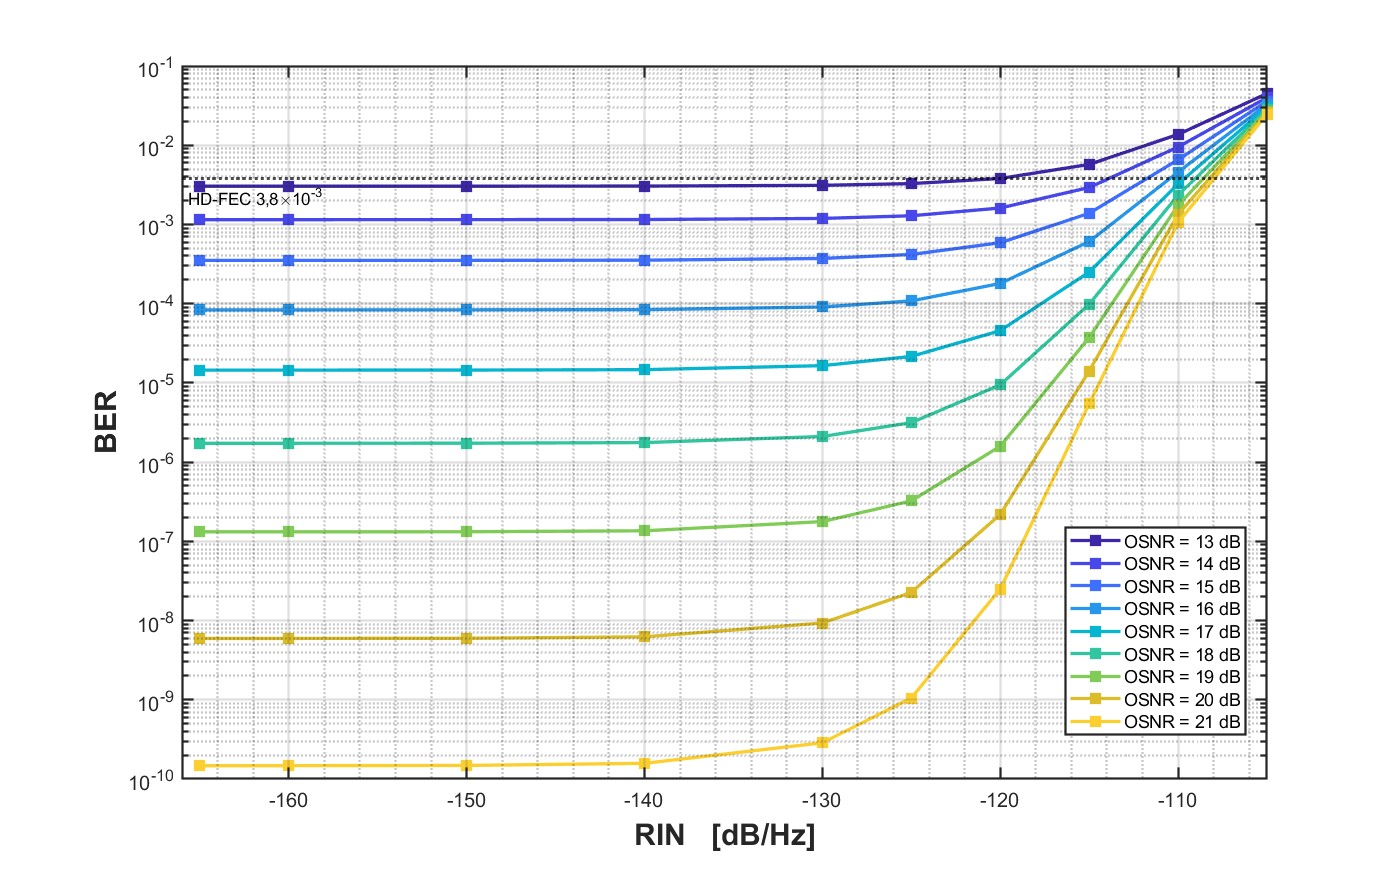 10-1
10-2
10-3
10-4
10-5
10-6
10-7
10-8
10-9
10-10
HD-FEC 3,8×10-3
BER
OSNR = 13 dB
OSNR = 14 dB
OSNR = 15 dB
OSNR = 16 dB
OSNR = 17 dB
OSNR = 18 dB
OSNR = 19 dB
OSNR = 20 dB
OSNR = 21 dB
-160 -150 -140 -130 -120 -110
RIN [dB/Hz]